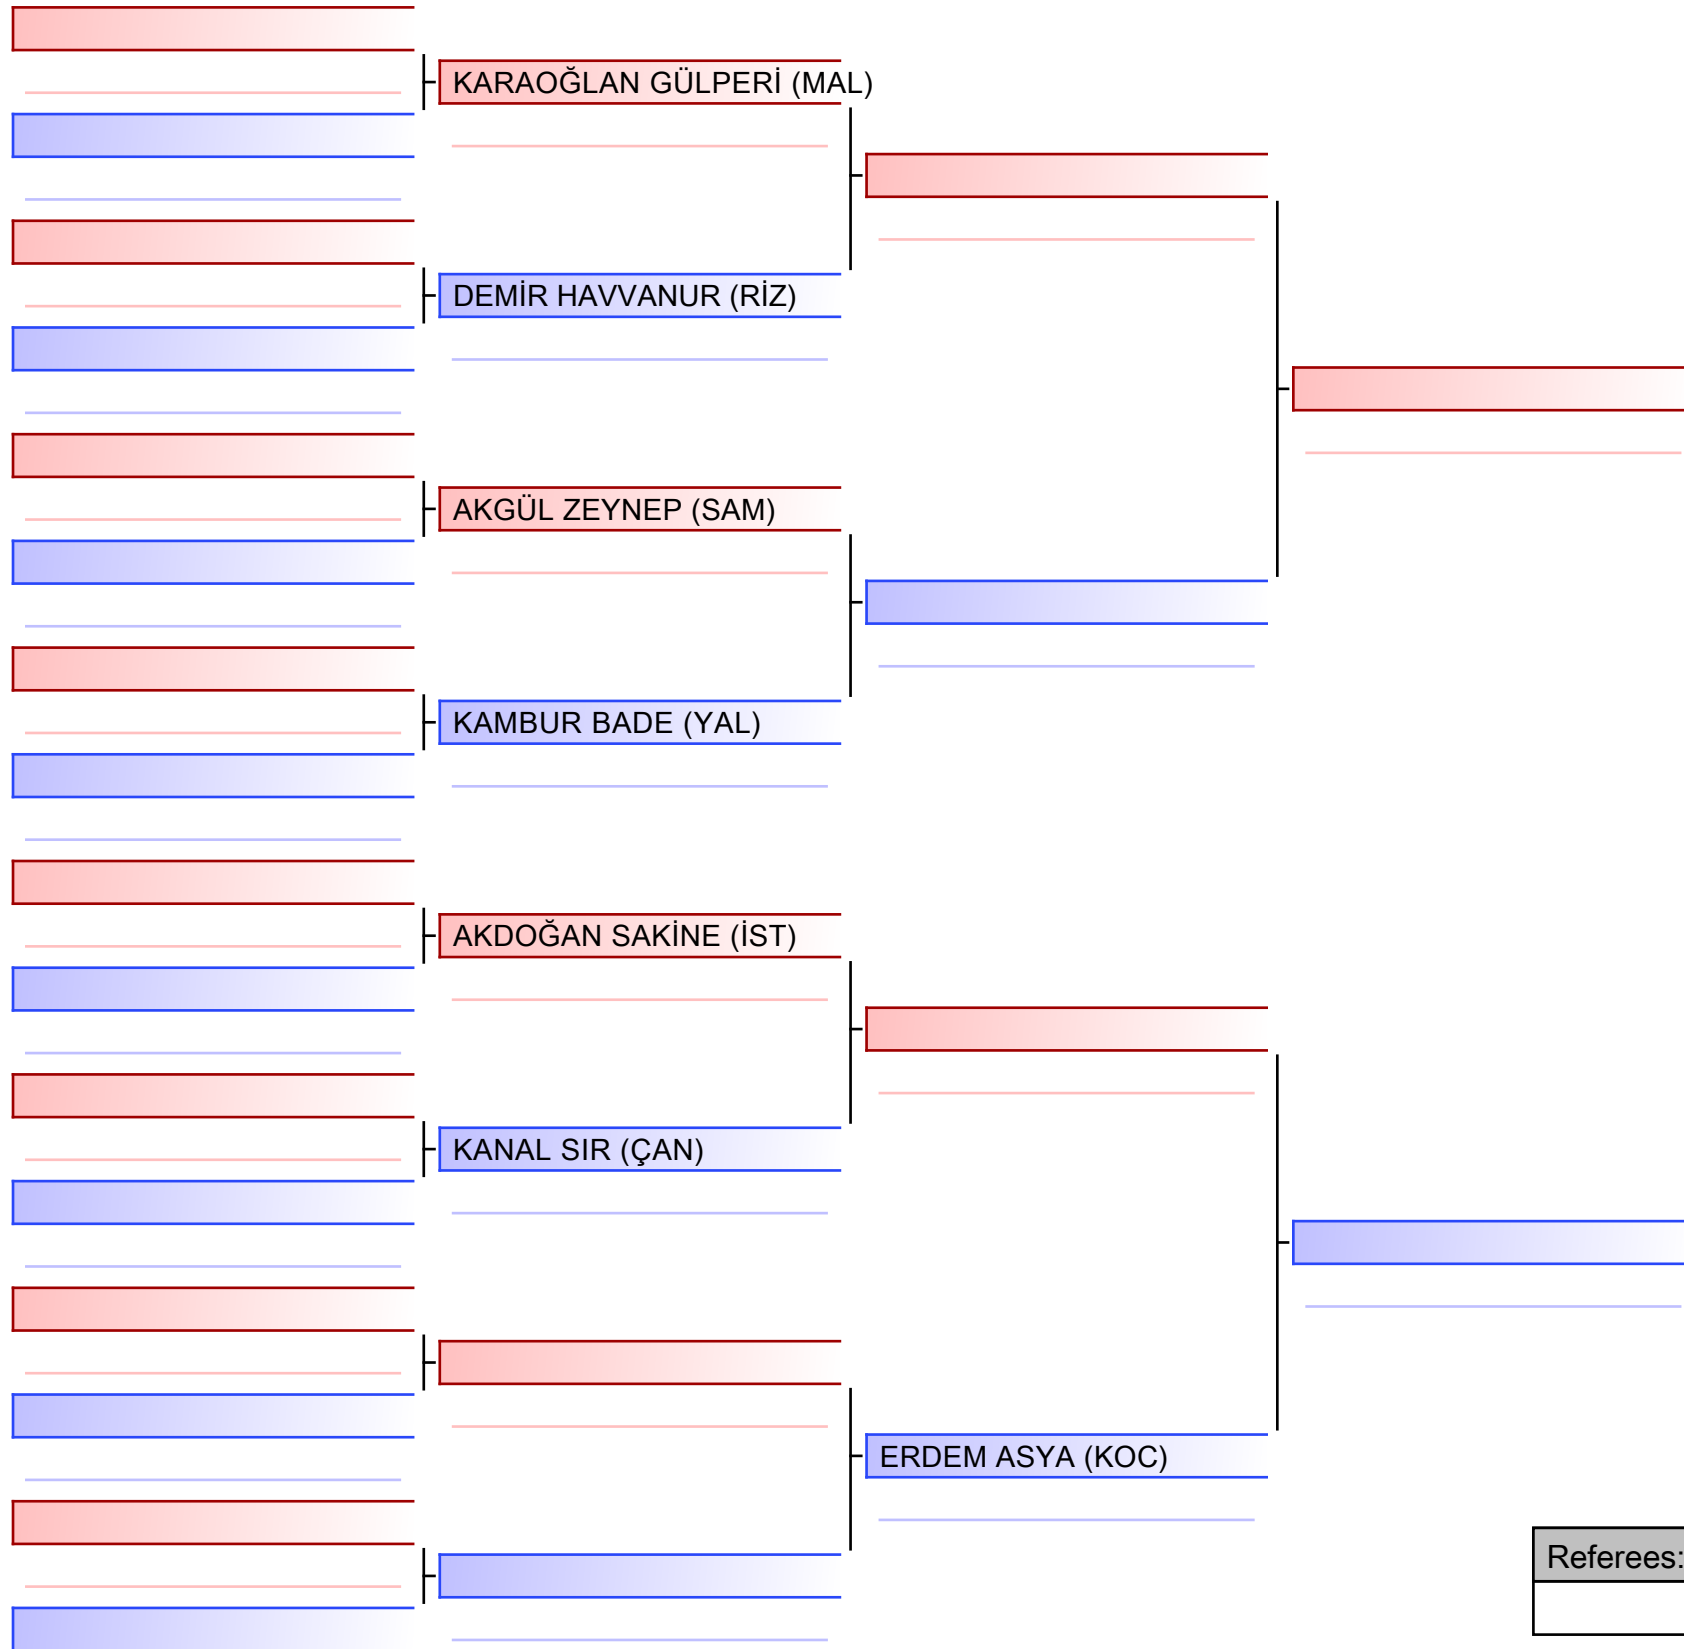 KARAOĞLAN GÜLPERİ (MAL)
DEMİR HAVVANUR (RİZ)
AKGÜL ZEYNEP (SAM)
KAMBUR BADE (YAL)
AKDOĞAN SAKİNE (İST)
KANAL SIR (ÇAN)
ERDEM ASYA (KOC)
Referees: